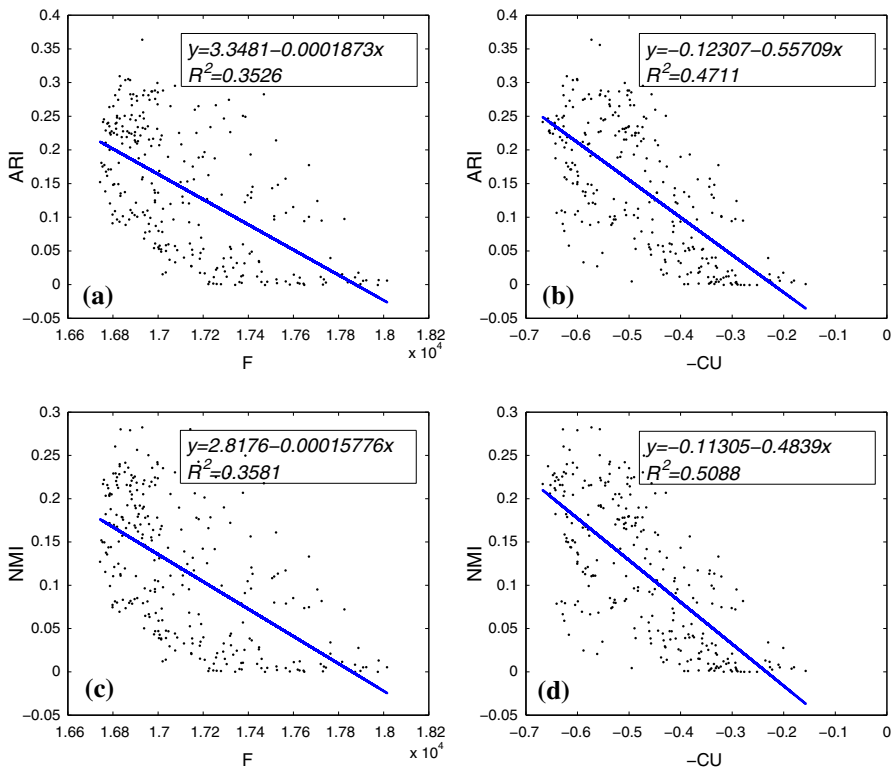 0.4
0.35
0.3
0.25
0.2
0.15
0.1
0.05
0
−0.05
ARI
y=3.3481−0.0001873x
R²=0.3526
(a)
1.66 1.68 1.7 1.72 1.74 1.76 1.78 1.8 1.82
x 10⁴
F
0.4
0.35
0.3
0.25
0.2
0.15
0.1
0.05
0
−0.05
ARI
y=−0.12307−0.55709x
R²=0.4711
(b)
−0.7 −0.6 −0.5 −0.4 −0.3 −0.2 −0.1 0
-CU
0.3
0.25
0.2
0.15
0.1
0.05
0
−0.05
NMI
y=2.8176−0.00015776x
R²=0.3581
(c)
1.66 1.68 1.7 1.72 1.74 1.76 1.78 1.8 1.82
x 10⁴
F
0.3
0.25
0.2
0.15
0.1
0.05
0
−0.05
NMI
y=−0.11305−0.4839x
R²=0.5088
(d)
−0.7 −0.6 −0.5 −0.4 −0.3 −0.2 −0.1 0
-CU